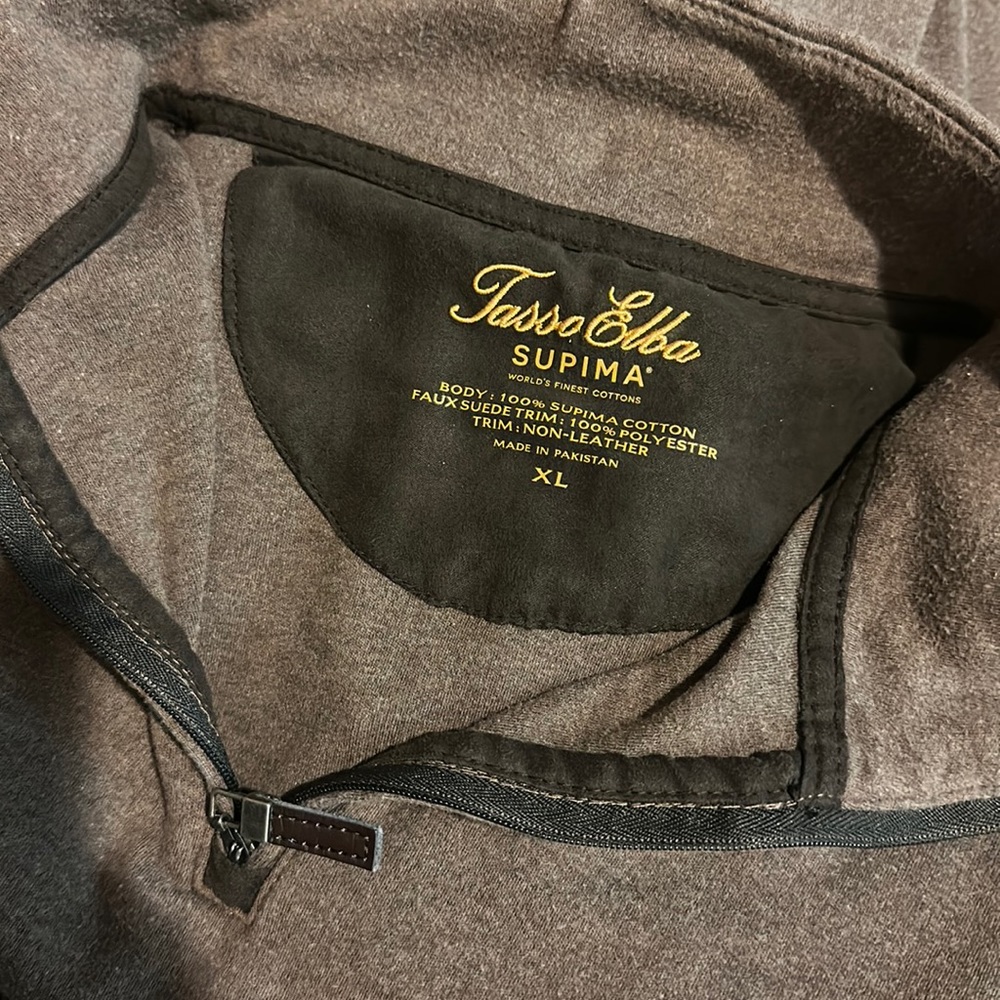 Tasso Elba
SUPIMA®
WORLD'S FINEST COTTONS
BODY: 100% SUPIMA COTTON
FAUX SUEDE TRIM: 100% POLYESTER
TRIM: NON-LEATHER
MADE IN PAKISTAN
XL